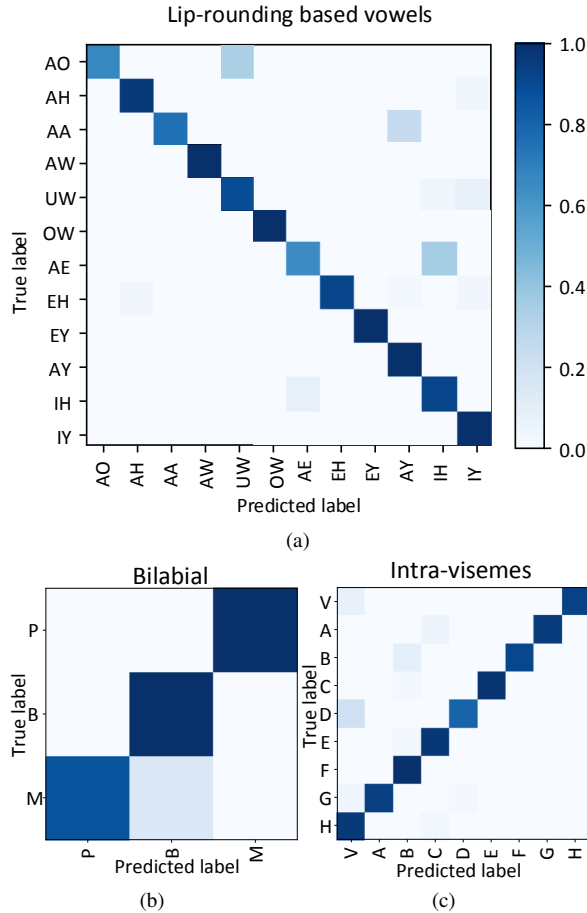 Lip-rounding based vowels
True label
AO
AH
AA
AW
UW
OW
AE
EH
EY
AY
IH
IY
AO AH AA AW UW OW AE EH EY AY IH IY
Predicted label
1.0
0.8
0.6
0.4
0.2
0.0
(a)
Bilabial
True label
P
B
M
P B M
Predicted label
(b)
Intra-visemes
True label
V
A
B
C
D
E
F
G
H
V A B C D E F G H
Predicted label
(c)